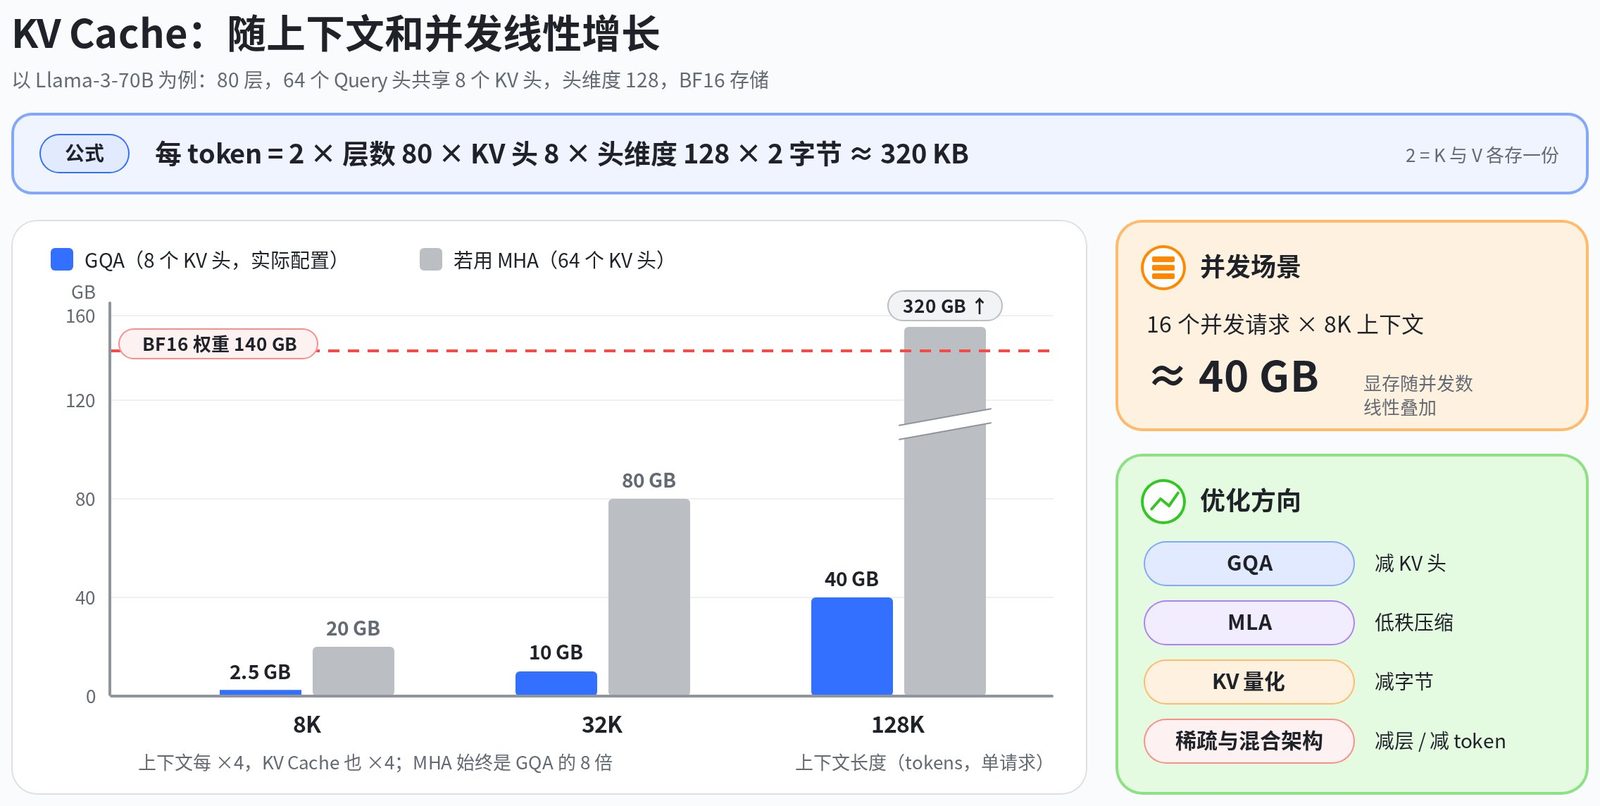 KV Cache：随上下文和并发线性增长
以 Llama-3-70B 为例：80 层，64 个 Query 头共享 8 个 KV 头，头维度 128，BF16 存储
公式
每 token = 2 × 层数 80 × KV 头 8 × 头维度 128 × 2 字节 ≈ 320 KB
2 = K 与 V 各存一份
GQA（8 个 KV 头，实际配置）
若用 MHA（64 个 KV 头）
GB
160
120
80
40
0
BF16 权重 140 GB
2.5 GB
20 GB
10 GB
80 GB
40 GB
320 GB ↑
8K
32K
128K
上下文每 ×4，KV Cache 也 ×4；MHA 始终是 GQA 的 8 倍
上下文长度（tokens，单请求）
并发场景
16 个并发请求 × 8K 上下文
≈ 40 GB
显存随并发数
线性叠加
优化方向
GQA
减 KV 头
MLA
低秩压缩
KV 量化
减字节
稀疏与混合架构
减层 / 减 token